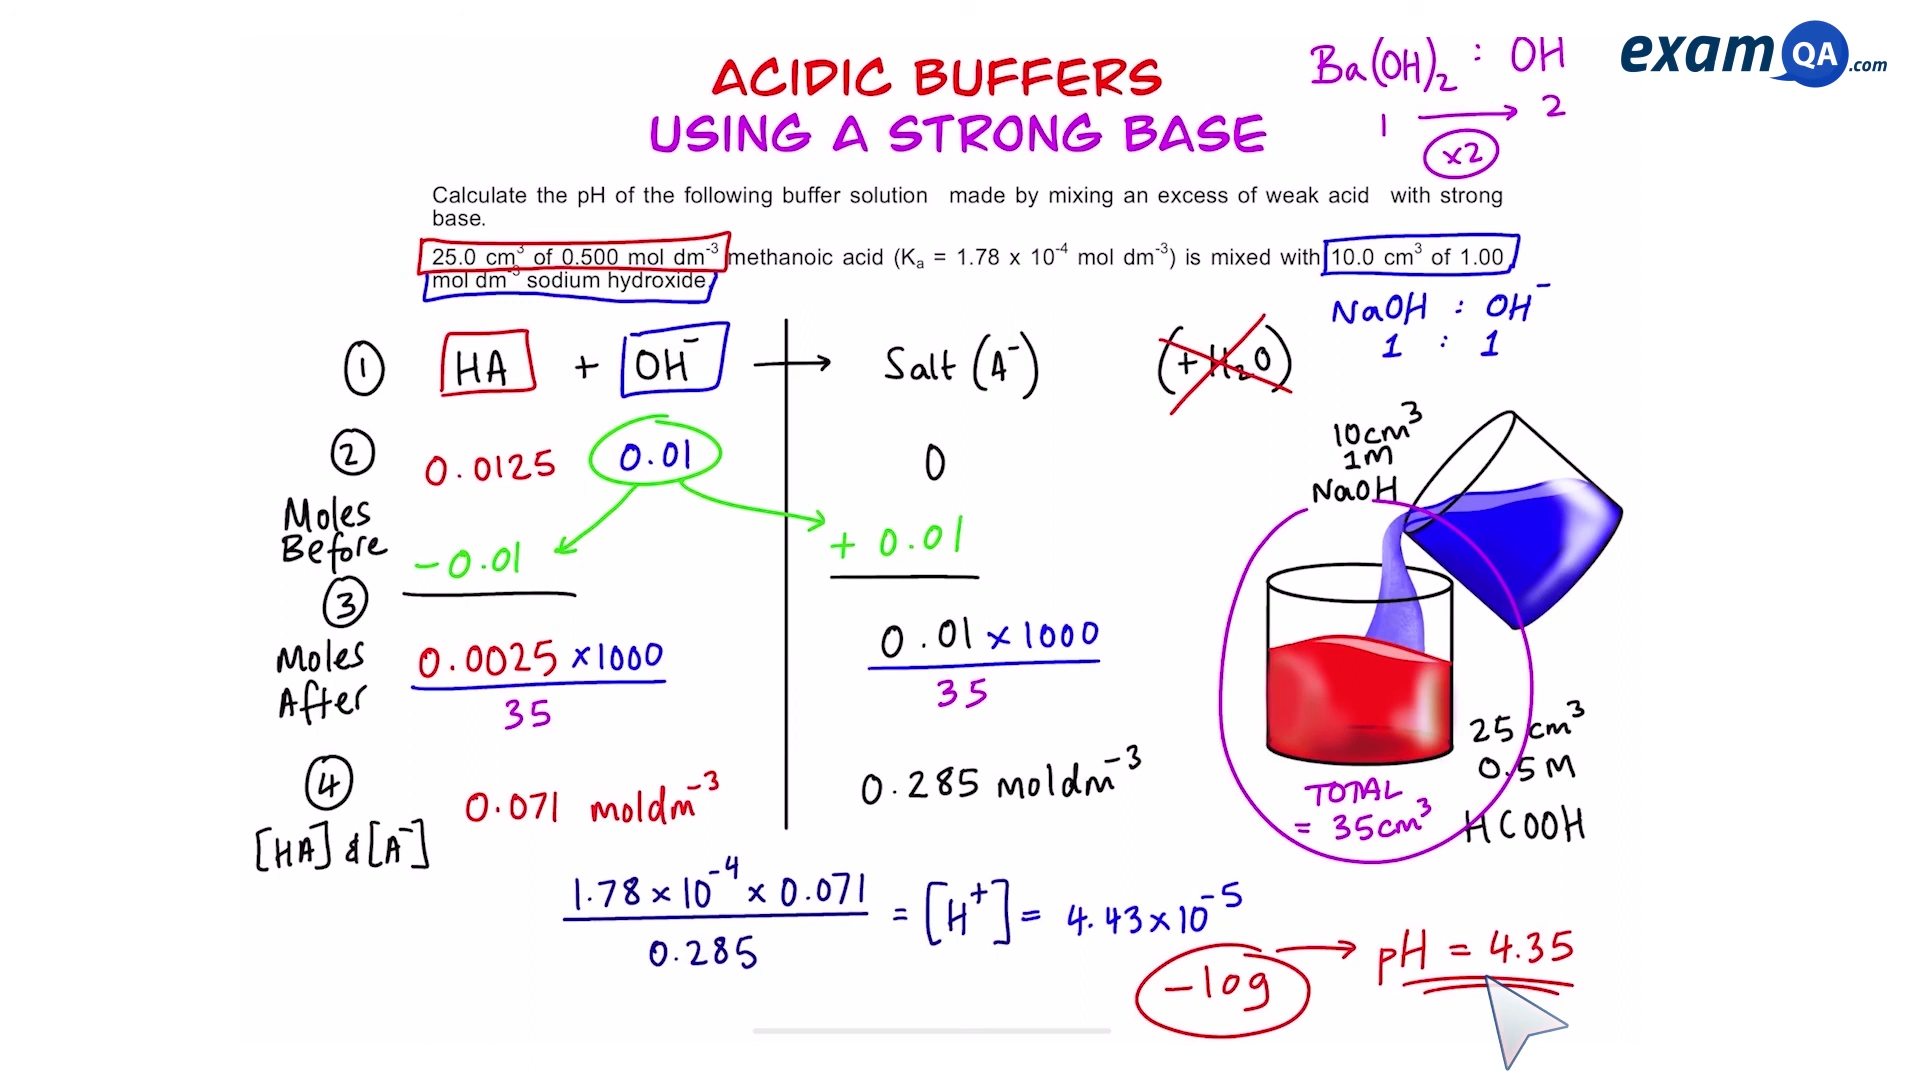 ACIDIC BUFFERS
USING A STRONG BASE
Ba(OH)₂ : OH
1 → 2
x2
examQA.com
Calculate the pH of the following buffer solution made by mixing an excess of weak acid with strong
base.
25.0 cm³ of 0.500 mol dm⁻³ methanoic acid (Kₐ = 1.78 x 10⁻⁴ mol dm⁻³) is mixed with 10.0 cm³ of 1.00
mol dm⁻³ sodium hydroxide.
NaOH : OH⁻
1 : 1
① HA + OH⁻ → Salt (A⁻) (+ H₂O)
② 0.0125 0.01 0
Moles
Before
- 0.01 + 0.01
③
Moles
After
0.0025 x1000 0.01 x 1000
35 35
④
[HA] & [A⁻]
0.071 moldm⁻³ 0.285 moldm⁻³
10cm³
1M
NaOH
25 cm³
0.5M
HCOOH
TOTAL
= 35cm³
1.78 x 10⁻⁴ x 0.071
0.285
= [H⁺] = 4.43 x 10⁻⁵
-log → pH = 4.35